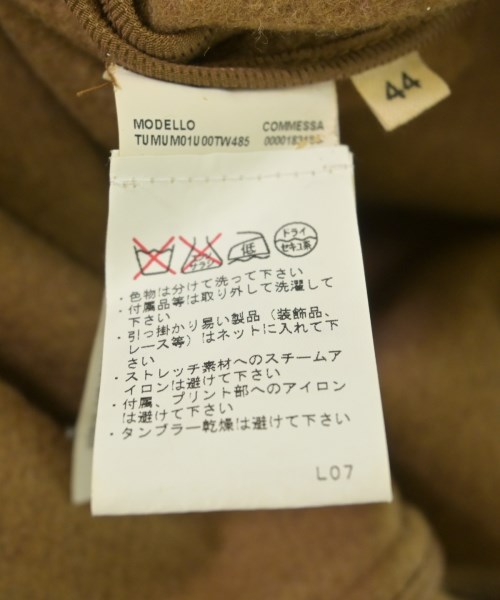 44
MODELLO COMMESSA
TUMUM01U00TW485
エンソ
サラシ
低
ドライ
セキユ系
・色物は分けて洗って下さい
・付属品等は取り外して洗濯して
下さい
・引っ掛かり易い製品（装飾品、
レース等）はネットに入れて下
さい
・ストレッチ素材へのスチームア
イロンは避けて下さい
・付属、プリント部へのアイロン
は避けて下さい
・タンブラー乾燥は避けて下さい
L07